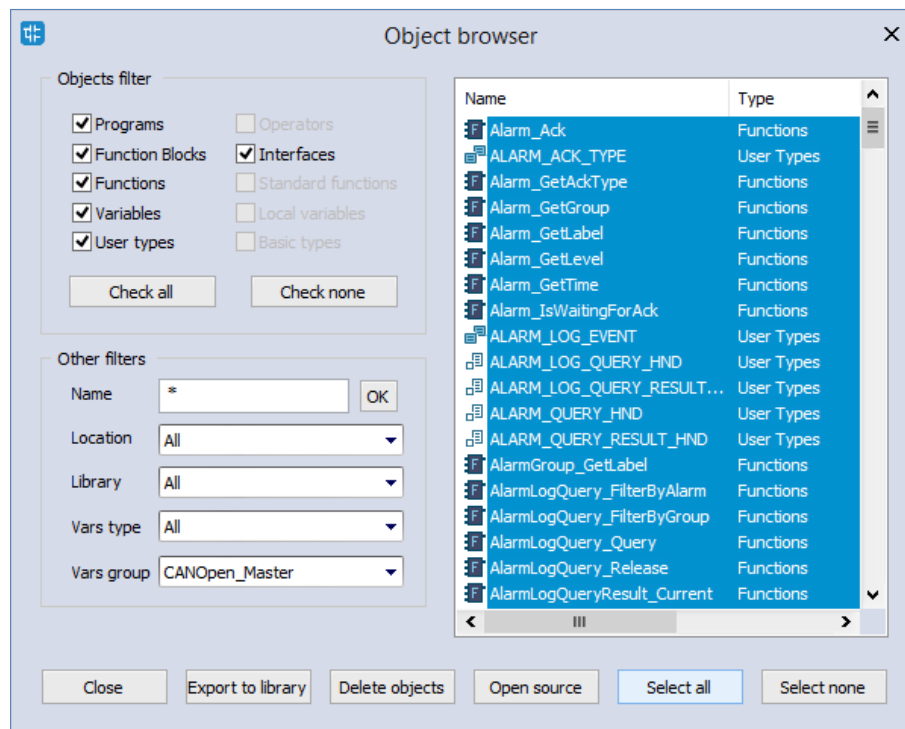 Object browser
Objects filter
Programs
Operators
Function Blocks
Interfaces
Functions
Standard functions
Variables
Local variables
User types
Basic types
Check all
Check none
Other filters
Name
*
OK
Location
All
Library
All
Vars type
All
Vars group
CANOpen_Master
Name Type
Alarm_Ack Functions
ALARM_ACK_TYPE User Types
Alarm_GetAckType Functions
Alarm_GetGroup Functions
Alarm_GetLabel Functions
Alarm_GetLevel Functions
Alarm_GetTime Functions
Alarm_IsWaitingForAck Functions
ALARM_LOG_EVENT User Types
ALARM_LOG_QUERY_HND User Types
ALARM_LOG_QUERY_RESULT... User Types
ALARM_QUERY_HND User Types
ALARM_QUERY_RESULT_HND User Types
AlarmGroup_GetLabel Functions
AlarmLogQuery_FilterByAlarm Functions
AlarmLogQuery_FilterByGroup Functions
AlarmLogQuery_Query Functions
AlarmLogQuery_Release Functions
AlarmLogQueryResult_Current Functions
Close
Export to library
Delete objects
Open source
Select all
Select none